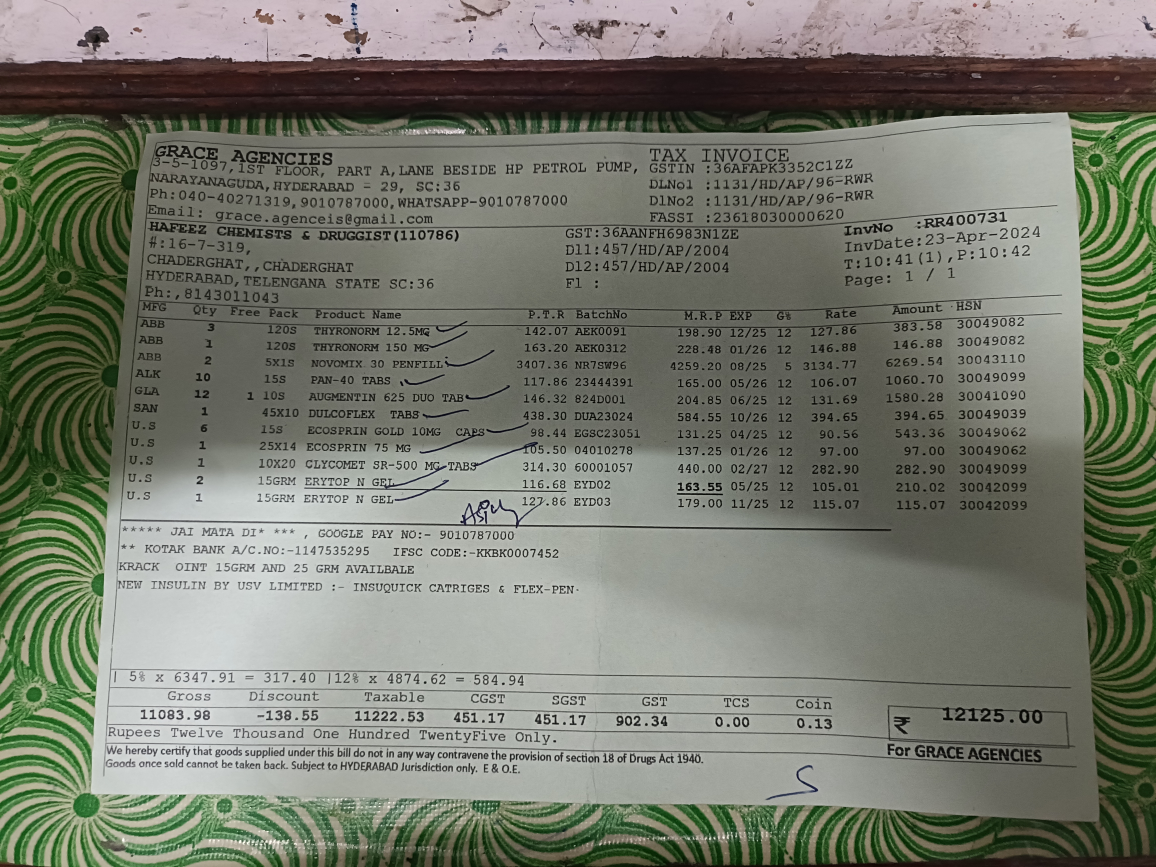 GRACE AGENCIES
3-5-1097,1ST FLOOR, PART A,LANE BESIDE HP PETROL PUMP,
NARAYANAGUDA,HYDERABAD = 29, SC:36
Ph:040-40271319,9010787000,WHATSAPP-9010787000
Email: grace.agenceis@gmail.com
TAX INVOICE
GSTIN :36AFAPK3352C1ZZ
DLNo1 :1131/HD/AP/96-RWR
DlNo2 :1131/HD/AP/96-RWR
FASSI :23618030000620
HAFEEZ CHEMISTS & DRUGGIST(110786)
#:16-7-319,
CHADERGHAT,,CHADERGHAT
HYDERABAD,TELENGANA STATE SC:36
Ph:,8143011043
GST:36AANFH6983N1ZE
Dl1:457/HD/AP/2004
Dl2:457/HD/AP/2004
Fl :
InvNo :RR400731
InvDate:23-Apr-2024
T:10:41(1),P:10:42
Page: 1 / 1
MFG Qty Free Pack Product Name P.T.R BatchNo M.R.P EXP G% Rate Amount HSN
ABB 3 120S THYRONORM 12.5MG 142.07 AEK0091 198.90 12/25 12 127.86 383.58 30049082
ABB 1 120S THYRONORM 150 MG 163.20 AEK0312 228.48 01/26 12 146.88 146.88 30049082
ABB 2 5X1S NOVOMIX 30 PENFILL 3407.36 NR7SW96 4259.20 08/25 5 3134.77 6269.54 30043110
ALK 10 15S PAN-40 TABS 117.86 23444391 165.00 05/26 12 106.07 1060.70 30049099
GLA 12 1 10S AUGMENTIN 625 DUO TAB 146.32 824D001 204.85 06/25 12 131.69 1580.28 30041090
SAN 1 45X10 DULCOFLEX TABS 438.30 DUA23024 584.55 10/26 12 394.65 394.65 30049039
U.S 6 15S ECOSPRIN GOLD 10MG CAPS 98.44 EGSC23051 131.25 04/25 12 90.56 543.36 30049062
U.S 1 25X14 ECOSPRIN 75 MG 105.50 04010278 137.25 01/26 12 97.00 97.00 30049062
U.S 1 10X20 GLYCOMET SR-500 MG TABS 314.30 60001057 440.00 02/27 12 282.90 282.90 30049099
U.S 2 15GRM ERYTOP N GEL 116.68 EYD02 163.55 05/25 12 105.01 210.02 30042099
U.S 1 15GRM ERYTOP N GEL 127.86 EYD03 179.00 11/25 12 115.07 115.07 30042099
***** JAI MATA DI* *** , GOOGLE PAY NO:- 9010787000
** KOTAK BANK A/C.NO:-1147535295 IFSC CODE:-KKBK0007452
KRACK OINT 15GRM AND 25 GRM AVAILBALE
NEW INSULIN BY USV LIMITED :- INSUQUICK CATRIGES & FLEX-PEN.
| 5% x 6347.91 = 317.40 |12% x 4874.62 = 584.94
Gross Discount Taxable CGST SGST GST TCS Coin
11083.98 -138.55 11222.53 451.17 451.17 902.34 0.00 0.13
₹ 12125.00
Rupees Twelve Thousand One Hundred TwentyFive Only.
For GRACE AGENCIES
We hereby certify that goods supplied under this bill do not in any way contravene the provision of section 18 of Drugs Act 1940.
Goods once sold cannot be taken back. Subject to HYDERABAD Jurisdiction only. E & O.E.